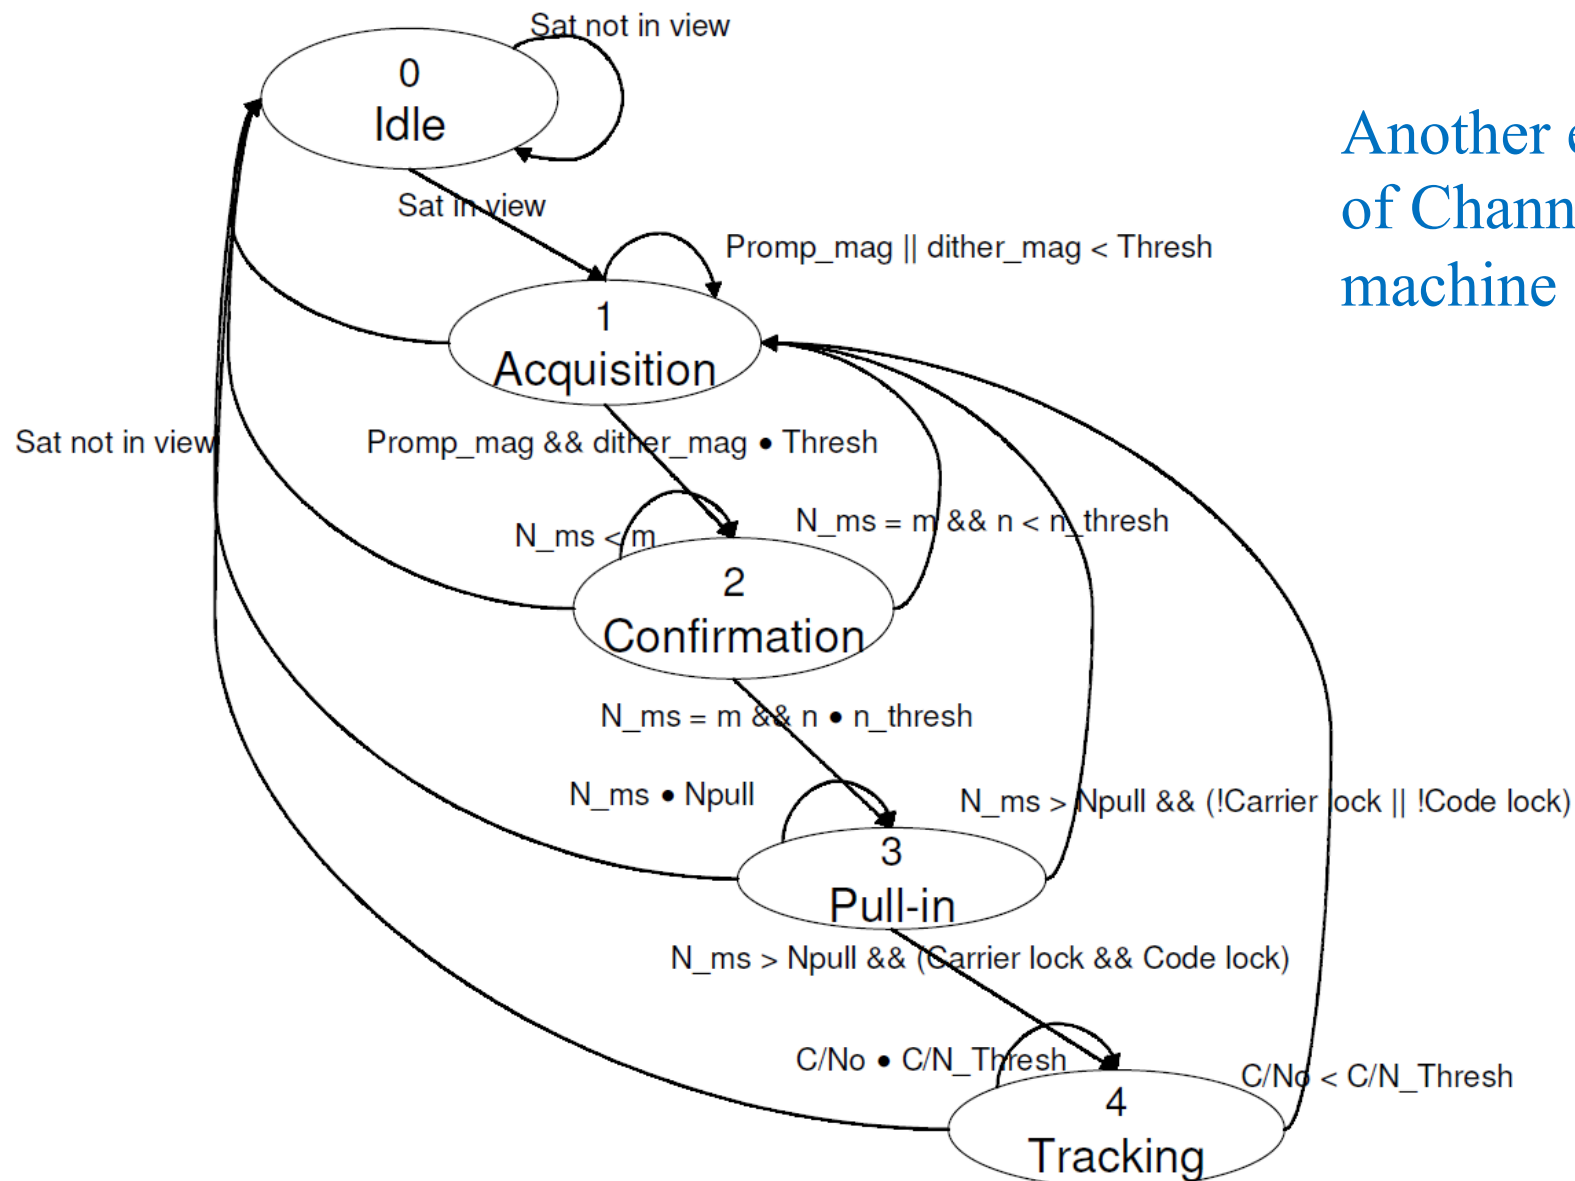 Sat not in view
0
Idle
Another
of Chann
machine
Sat in view
Promp_mag || dither_mag < Thresh
1
Acquisition
Sat not in view
Promp_mag && dither_mag • Thresh
N_ms < m
N_ms = m && n < n_thresh
2
Confirmation
N_ms = m && n • n_thresh
N_ms • Npull
N_ms > Npull && (!Carrier lock || !Code lock)
3
Pull-in
N_ms > Npull && (Carrier lock && Code lock)
C/No • C/N_Thresh
C/No < C/N_Thresh
4
Tracking